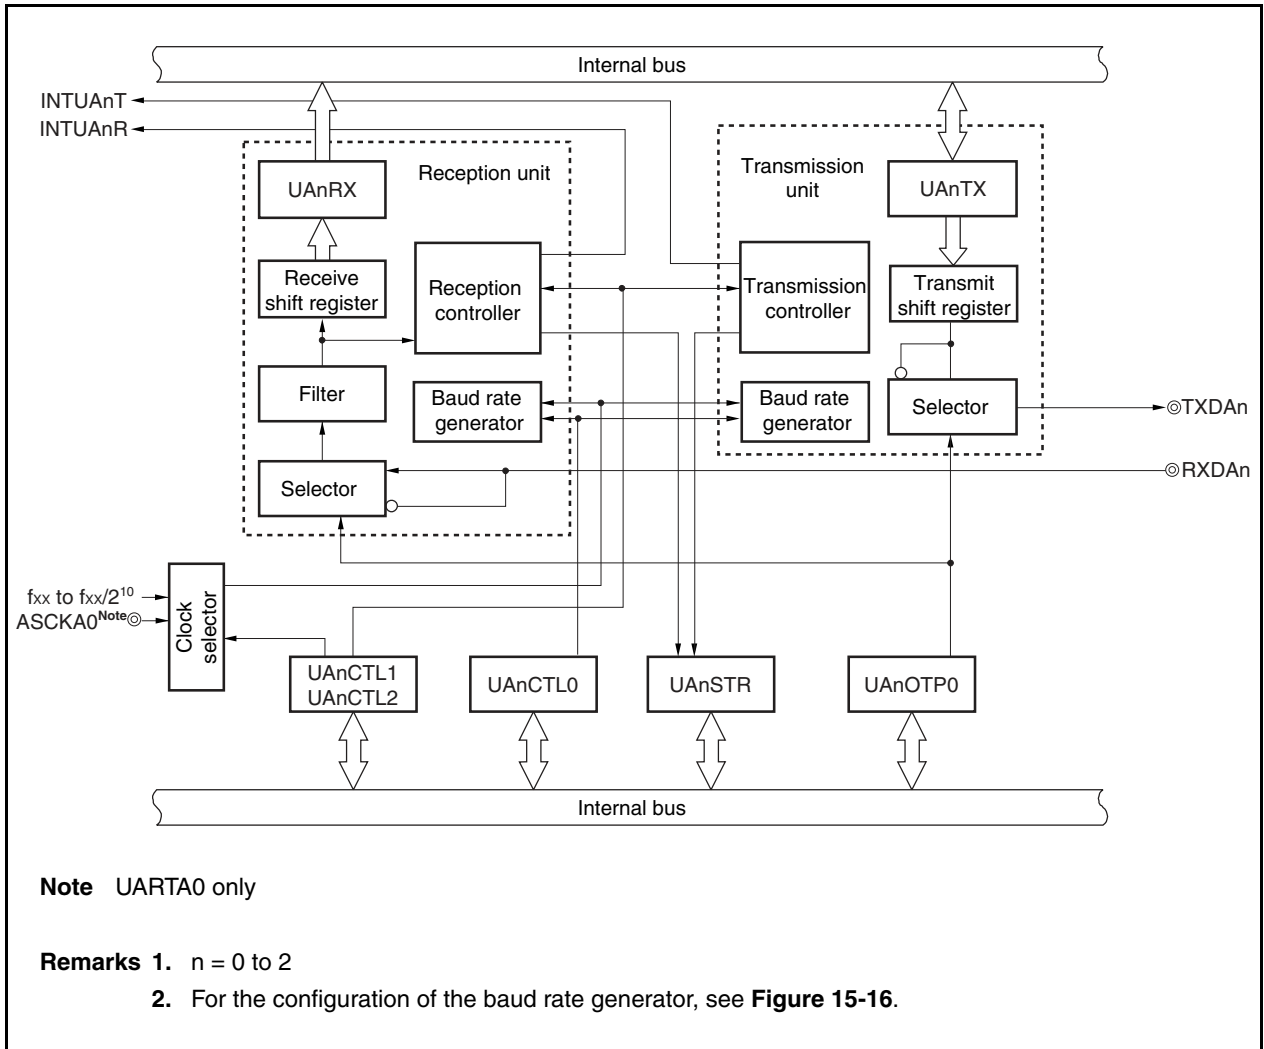 Internal bus
INTUAnT
INTUAnR
Reception unit
Transmission
unit
UAnRX
UAnTX
Receive
shift register
Reception
controller
Transmission
controller
Transmit
shift register
Filter
Baud rate
generator
Baud rate
generator
Selector
TXDAn
RXDAn
Selector
fxx to fxx/2¹⁰
ASCKA0Note
Clock
selector
UAnCTL1
UAnCTL2
UAnCTL0
UAnSTR
UAnOTP0
Internal bus
Note UARTA0 only
Remarks 1. n = 0 to 2
2. For the configuration of the baud rate generator, see Figure 15-16.